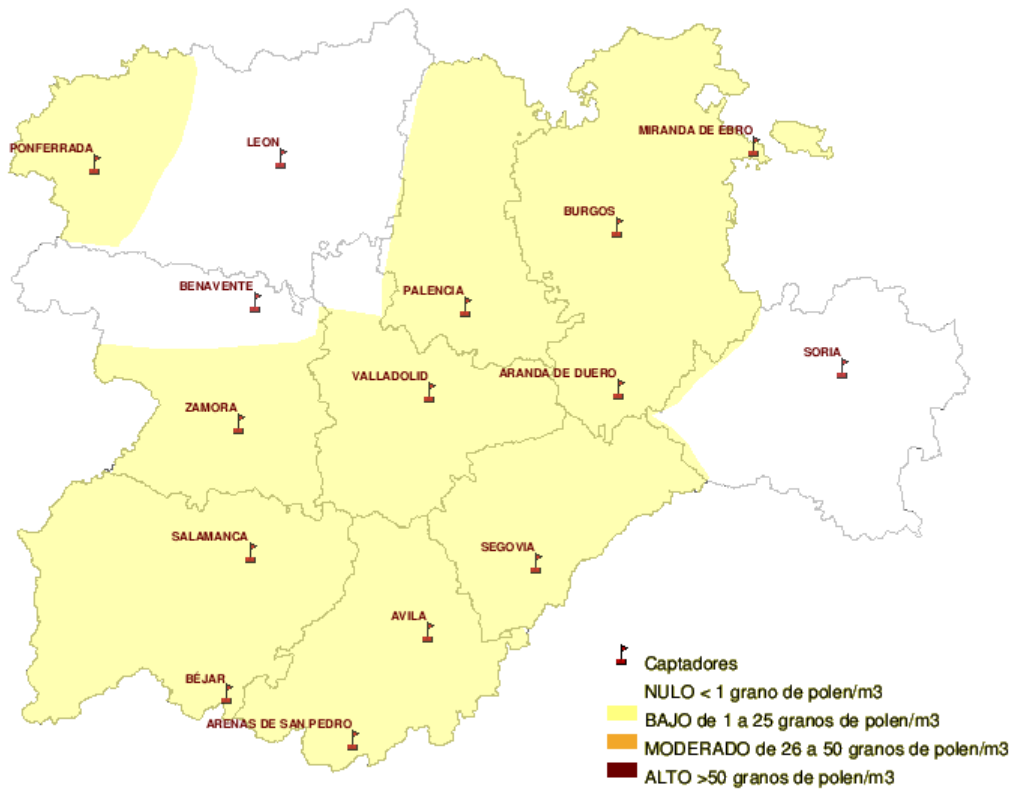 MIRANDA DE EBRO
LEON
PONFERRADA
BURGOS
BENAVENTE
PALENCIA
SORIA
VALLADOLID
ARANDA DE DUERO
ZAMORA
SALAMANCA
SEGOVIA
AVILA
BÉJAR
ARENAS DE SAN PEDRO
Captadores
NULO < 1 grano de polen/m3
BAJO de 1 a 25 granos de polen/m3
MODERADO de 26 a 50 granos de polen/m3
ALTO >50 granos de polen/m3